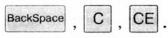 BackSpace , C , CE .